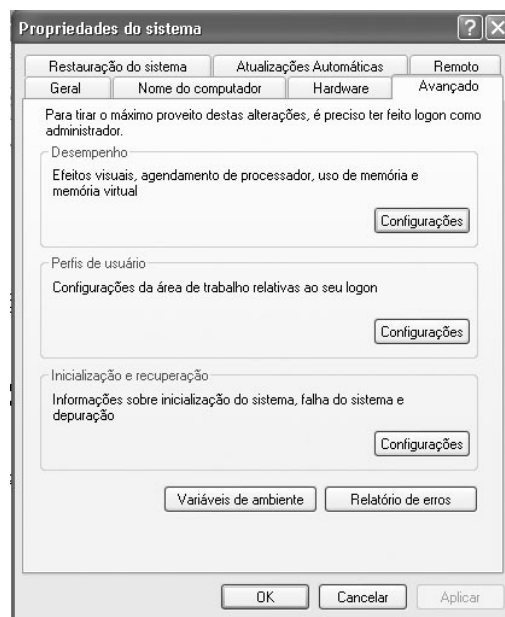 Propriedades do sistema
Restauração do sistema Atualizações Automáticas Remoto
Geral Nome do computador Hardware Avançado
Para tirar o máximo proveito destas alterações, é preciso ter feito logon como
administrador.
Desempenho
Efeitos visuais, agendamento de processador, uso de memória e
memória virtual
Configurações
Perfis de usuário
Configurações da área de trabalho relativas ao seu logon
Configurações
Inicialização e recuperação
Informações sobre inicialização do sistema, falha do sistema e
depuração
Configurações
Variáveis de ambiente Relatório de erros
OK Cancelar Aplicar